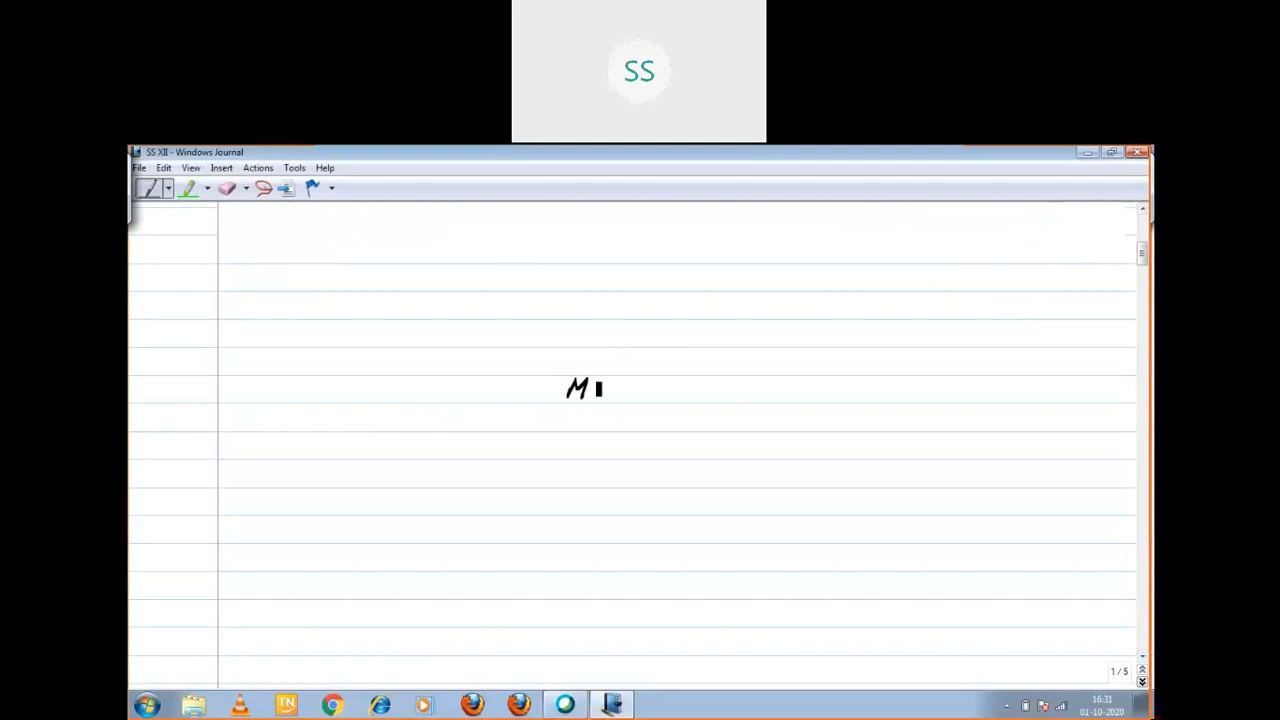 SS
SS XII - Windows Journal
File Edit View Insert Actions Tools Help
M
1 / 5
TN
16:31
01-10-2020